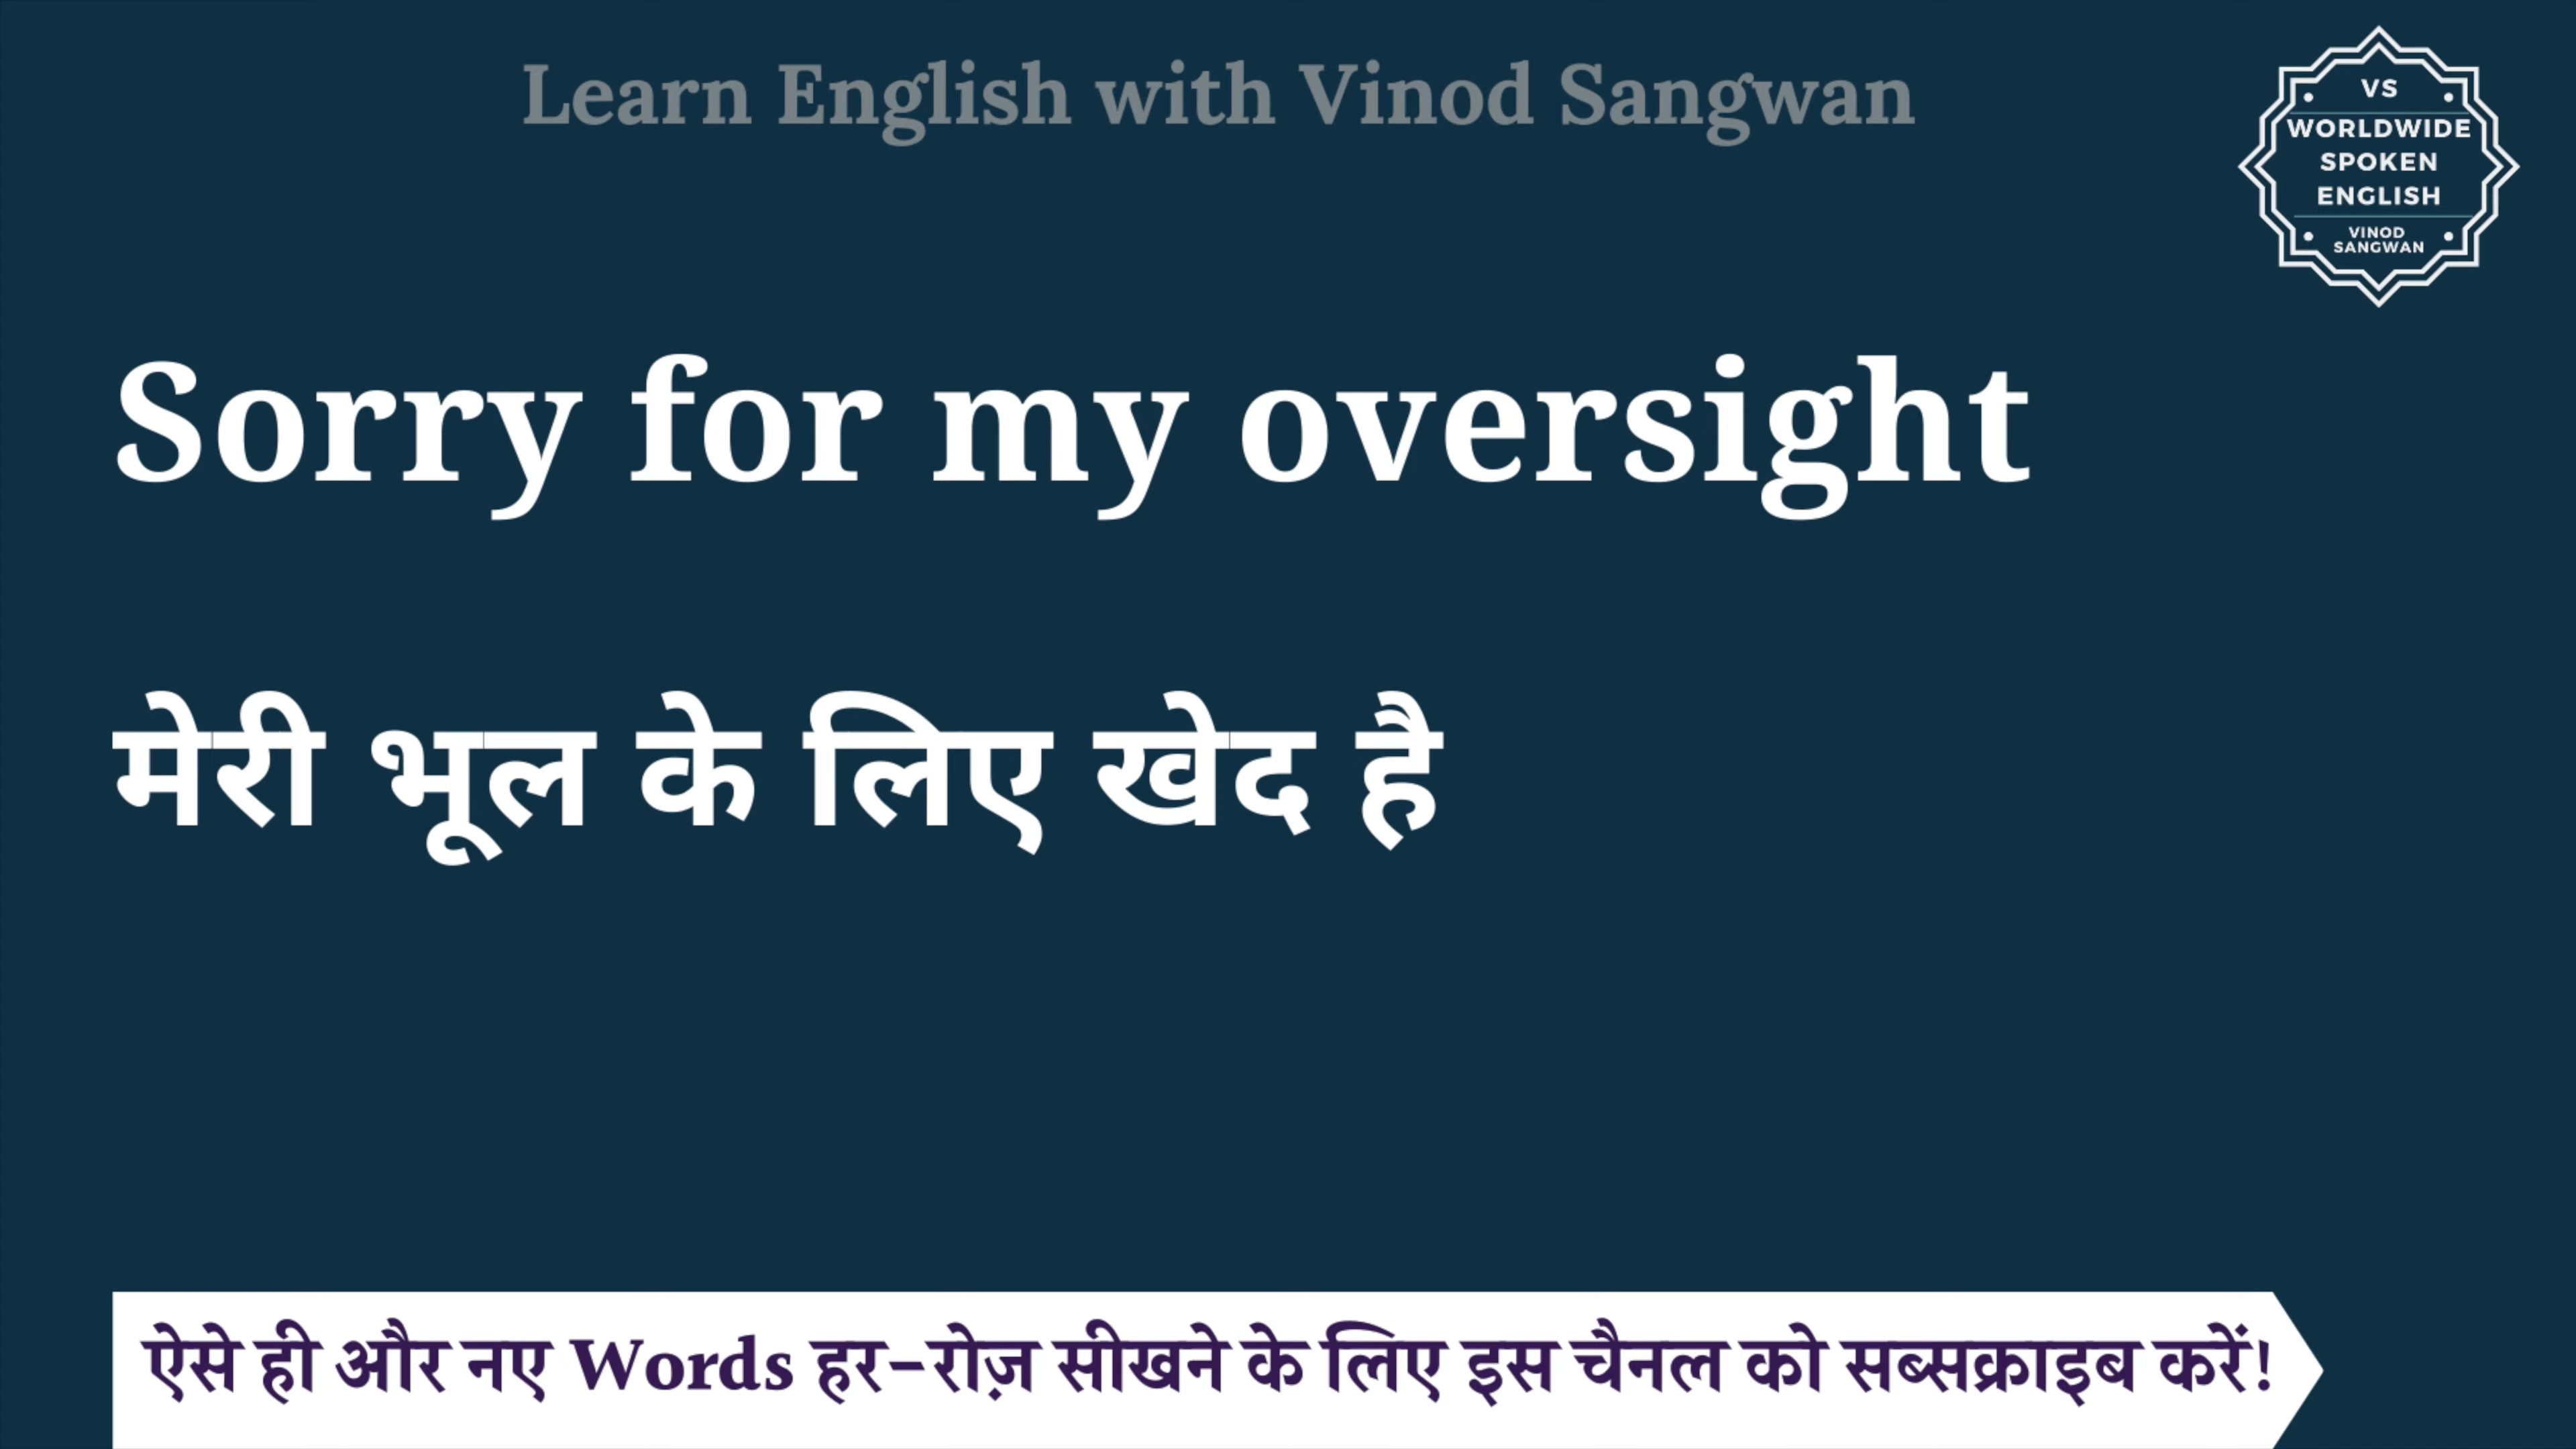 Learn English with Vinod Sangwan
VS
WORLDWIDE
SPOKEN
ENGLISH
VINOD
SANGWAN
Sorry for my oversight
मेरी भूल के लिए खेद है
ऐसे ही और नए Words हर-रोज़ सीखने के लिए इस चैनल को सब्सक्राइब करें!